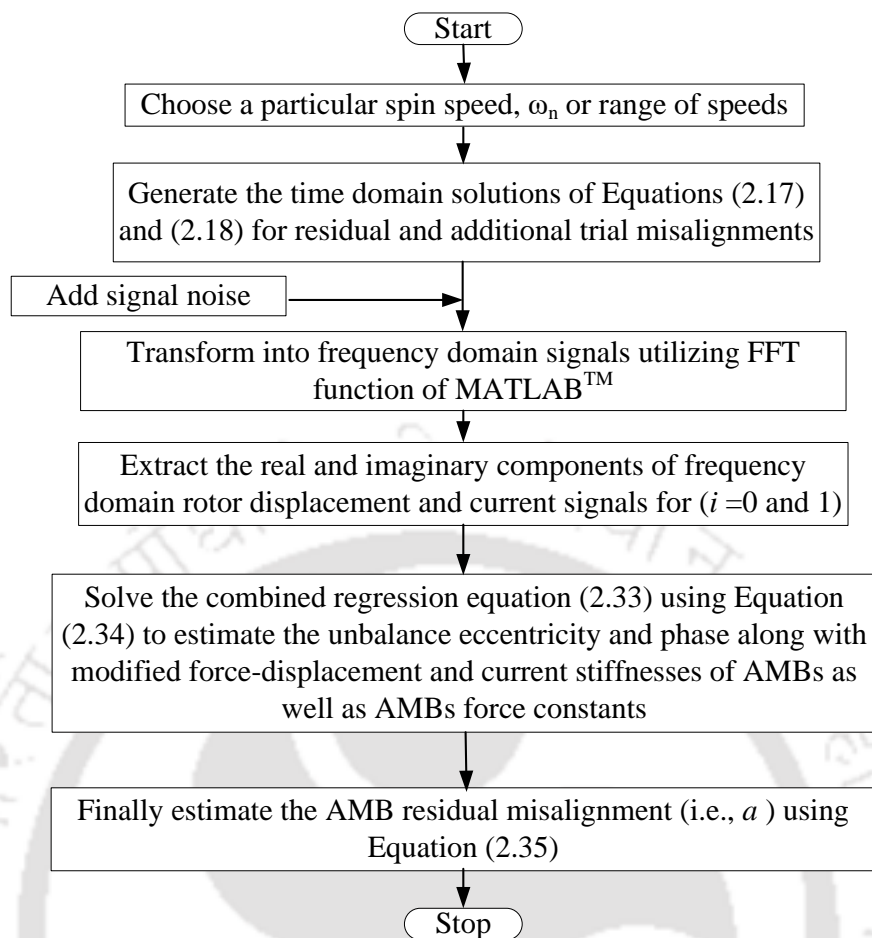 Start
Choose a particular spin speed, ωn or range of speeds
Generate the time domain solutions of Equations (2.17)
and (2.18) for residual and additional trial misalignments
Add signal noise
Transform into frequency domain signals utilizing FFT
function of MATLABTM
Extract the real and imaginary components of frequency
domain rotor displacement and current signals for (i =0 and 1)
Solve the combined regression equation (2.33) using Equation
(2.34) to estimate the unbalance eccentricity and phase along with
modified force-displacement and current stiffnesses of AMBs as
well as AMBs force constants
Finally estimate the AMB residual misalignment (i.e., a ) using
Equation (2.35)
Stop